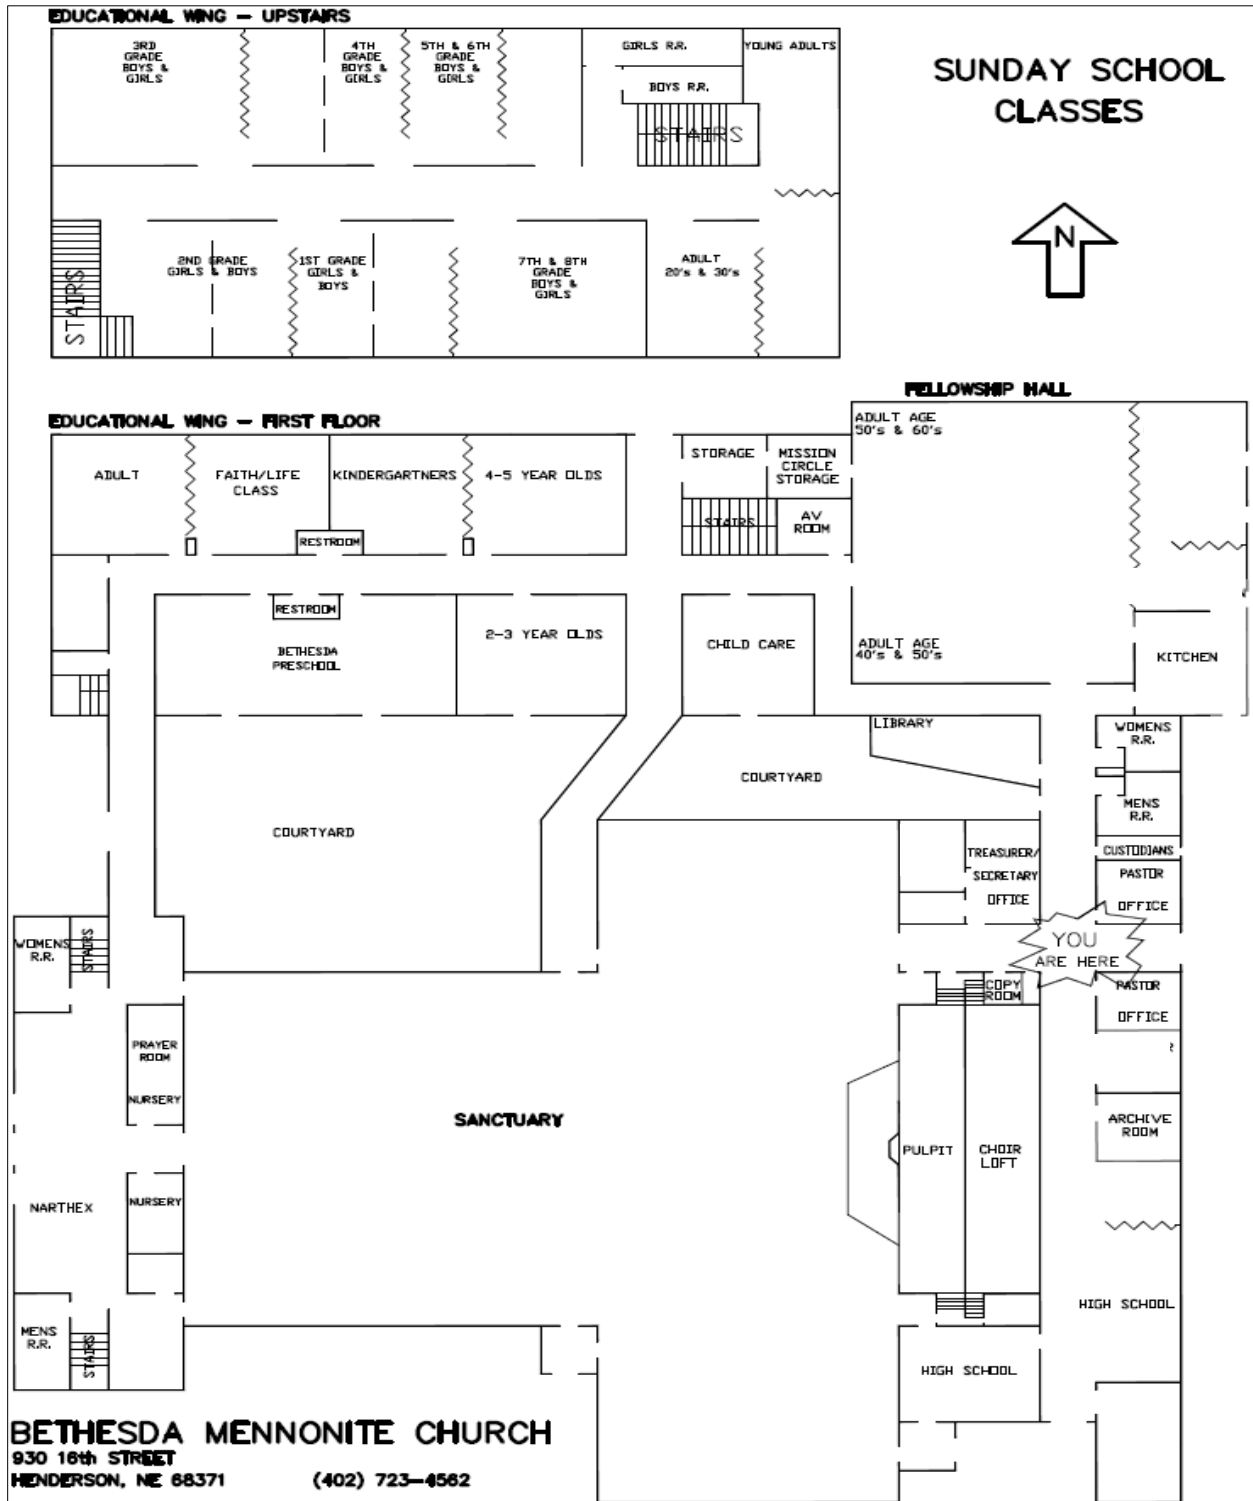 EDUCATIONAL WING - UPSTAIRS
3RD
GRADE
BOYS &
GIRLS
4TH
GRADE
BOYS &
GIRLS
5TH & 6TH
GRADE
BOYS &
GIRLS
GIRLS R.R.
BOYS R.R.
STAIRS
YOUNG ADULTS
SUNDAY SCHOOL
CLASSES
N
STAIRS
2ND GRADE
GIRLS & BOYS
1ST GRADE
GIRLS &
BOYS
7TH & 8TH
GRADE
BOYS &
GIRLS
ADULT
20's & 30's
EDUCATIONAL WING - FIRST FLOOR
FELLOWSHIP HALL
ADULT
FAITH/LIFE
CLASS
KINDERGARTNERS
4-5 YEAR OLDS
RESTROOM
STORAGE
MISSION
CIRCLE
STORAGE
STAIRS
AV
ROOM
ADULT AGE
50's & 60's
RESTROOM
BETHESDA
PRESCHOOL
2-3 YEAR OLDS
CHILD CARE
ADULT AGE
40's & 50's
KITCHEN
LIBRARY
WOMENS
R.R.
COURTYARD
COURTYARD
MENS
R.R.
CUSTODIANS
TREASURER/
SECRETARY
OFFICE
PASTOR
OFFICE
YOU
ARE HERE
WOMENS
R.R.
STAIRS
COPY
ROOM
PASTOR
OFFICE
PRAYER
ROOM
NURSERY
SANCTUARY
PULPIT
CHOIR
LOFT
ARCHIVE
ROOM
NARTHEX
NURSERY
HIGH SCHOOL
MENS
R.R.
STAIRS
HIGH SCHOOL
BETHESDA MENNONITE CHURCH
930 16th STREET
HENDERSON, NE 68371 (402) 723-4562